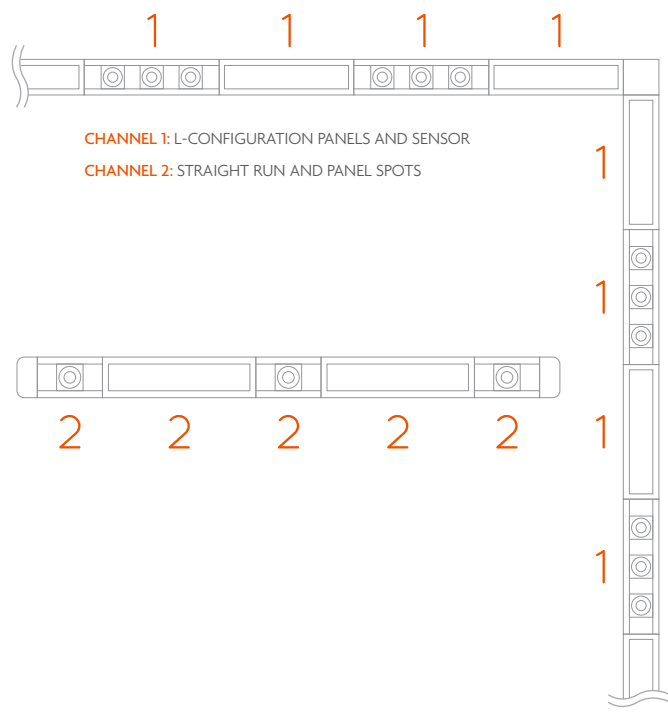 1 1 1 1
CHANNEL 1: L-CONFIGURATION PANELS AND SENSOR
1
CHANNEL 2: STRAIGHT RUN AND PANEL SPOTS
1
2 2 2 2 2
1
1